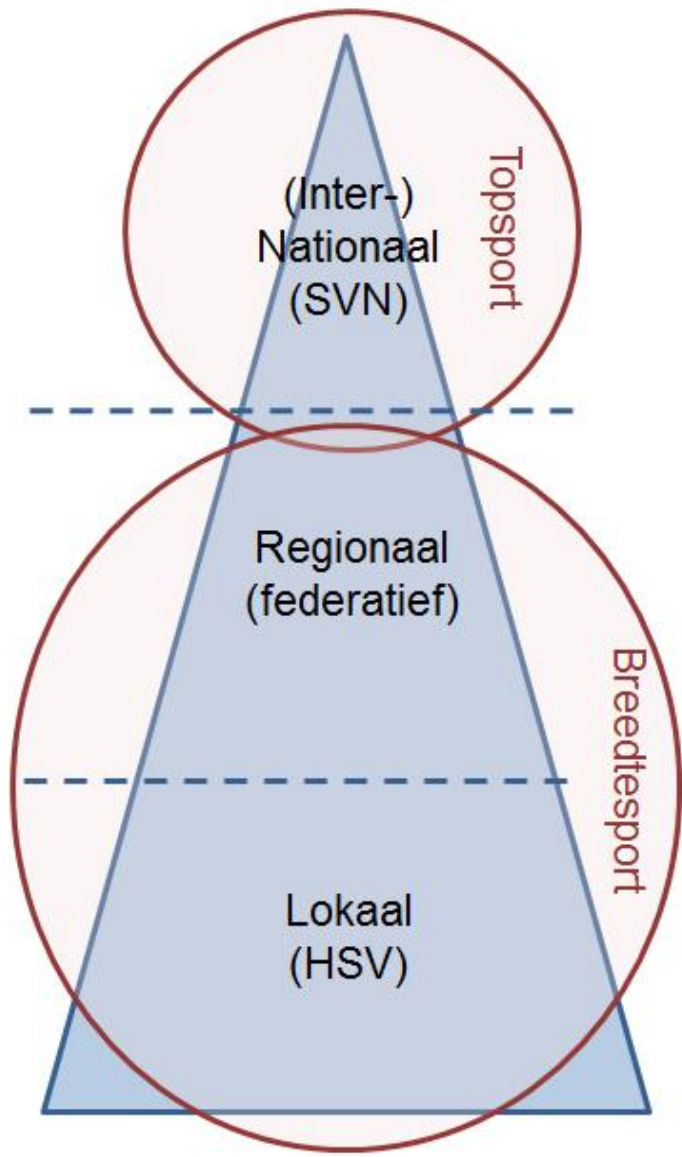 (Inter-)
Nationaal
(SVN)
Topsport
Regionaal
(federatief)
Breedtesport
Lokaal
(HSV)